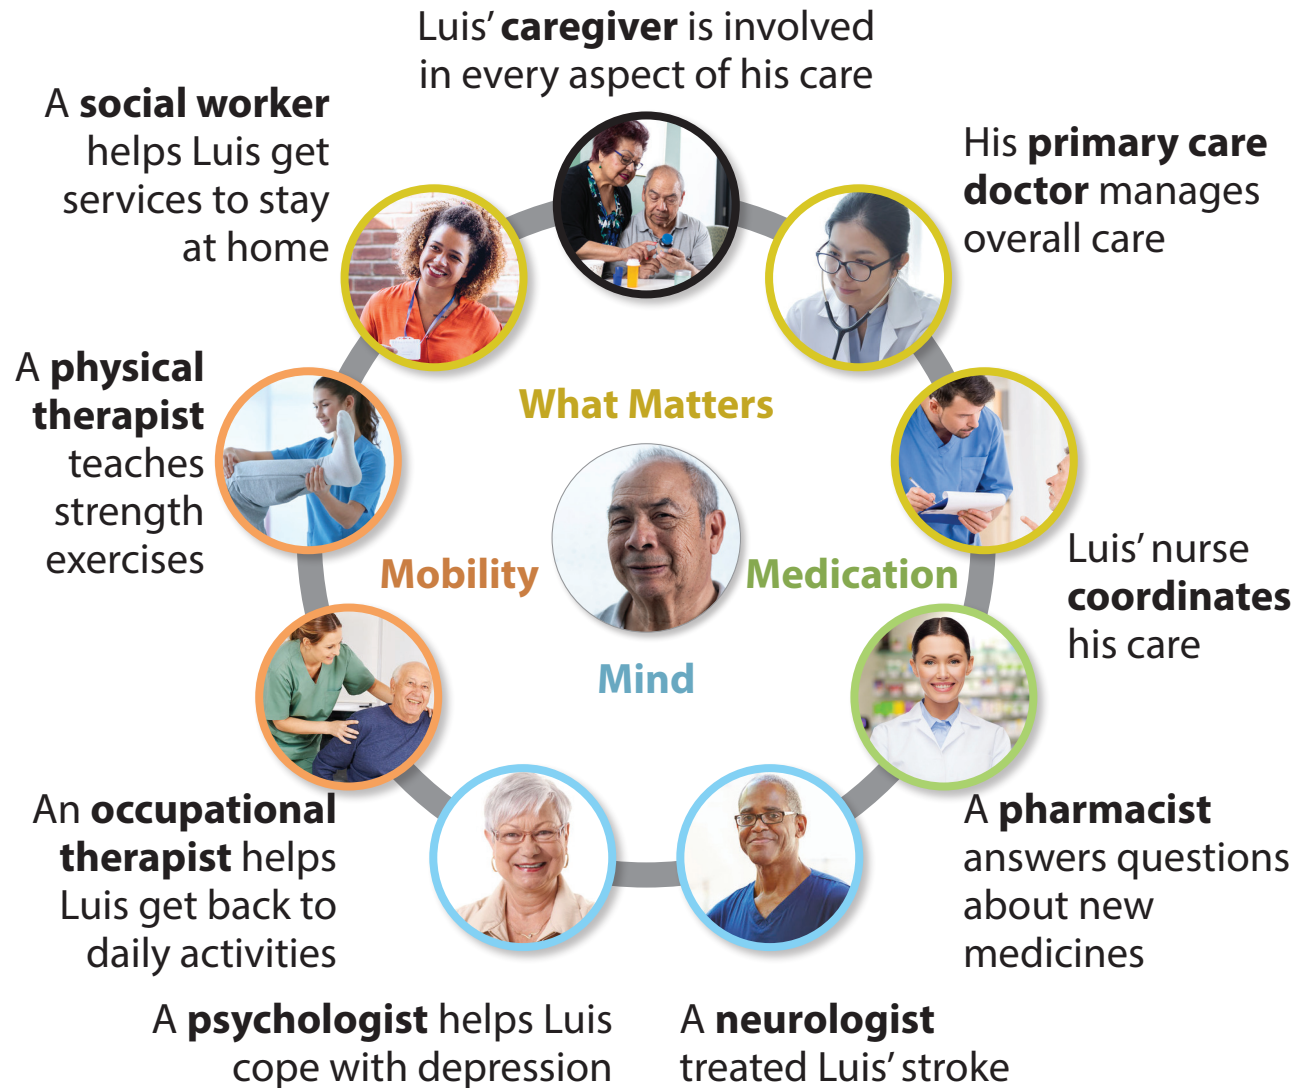 Luis’ caregiver is involved
in every aspect of his care
A social worker
helps Luis get
services to stay
at home
His primary care
doctor manages
overall care
A physical
therapist
teaches
strength
exercises
What Matters
Mobility
Medication
Mind
Luis’ nurse
coordinates
his care
An occupational
therapist helps
Luis get back to
daily activities
A pharmacist
answers questions
about new
medicines
A psychologist helps Luis
cope with depression
A neurologist
treated Luis’ stroke